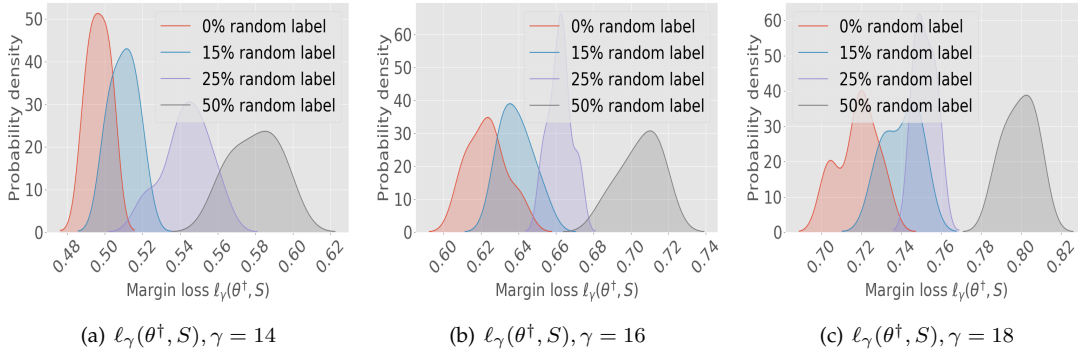 0% random label
15% random label
25% random label
50% random label
Probability density
50
40
30
20
10
0
0.48
0.50
0.52
0.54
0.56
0.58
0.60
0.62
Margin loss ℓγ(θ†, S)
(a) ℓγ(θ†, S), γ = 14
0% random label
15% random label
25% random label
50% random label
Probability density
60
50
40
30
20
10
0
0.60
0.62
0.64
0.66
0.68
0.70
0.72
0.74
Margin loss ℓγ(θ†, S)
(b) ℓγ(θ†, S), γ = 16
0% random label
15% random label
25% random label
50% random label
Probability density
60
50
40
30
20
10
0
0.70
0.72
0.74
0.76
0.78
0.80
0.82
Margin loss ℓγ(θ†, S)
(c) ℓγ(θ†, S), γ = 18